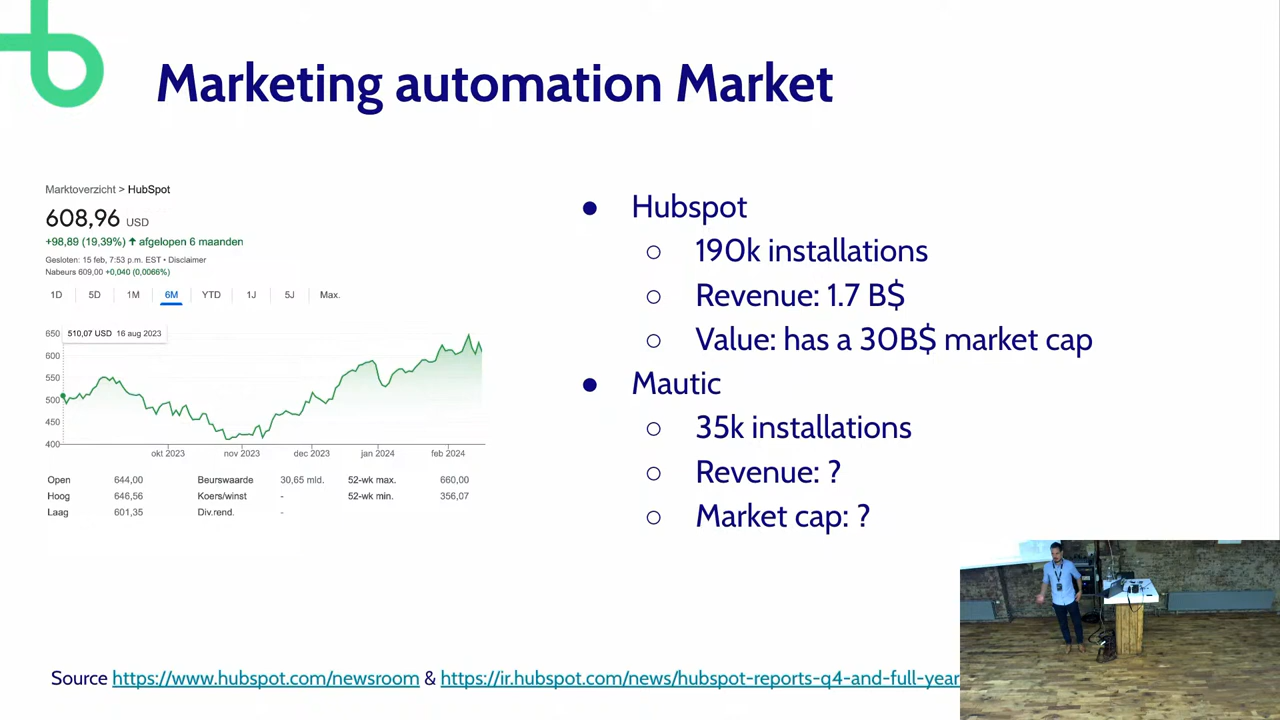 Marketing automation Market
Marktoverzicht > HubSpot
608,96 USD
+98,89 (19,39%) ↑ afgelopen 6 maanden
Gesloten: 15 feb, 7:53 p.m. EST • Disclaimer
Nabeurs 609,00 +0,040 (0,0066%)
1D 5D 1M 6M YTD 1J 5J Max.
510,07 USD 16 aug 2023
650
600
550
500
450
400
okt 2023 nov 2023 dec 2023 jan 2024 feb 2024
Open 644,00 Beurswaarde 30,65 mld. 52-wk max. 660,00
Hoog 646,56 Koers/winst - 52-wk min. 356,07
Laag 601,35 Div.rend. -
● Hubspot
○ 190k installations
○ Revenue: 1.7 B$
○ Value: has a 30B$ market cap
● Mautic
○ 35k installations
○ Revenue: ?
○ Market cap: ?
Source https://www.hubspot.com/newsroom & https://ir.hubspot.com/news/hubspot-reports-q4-and-full-year